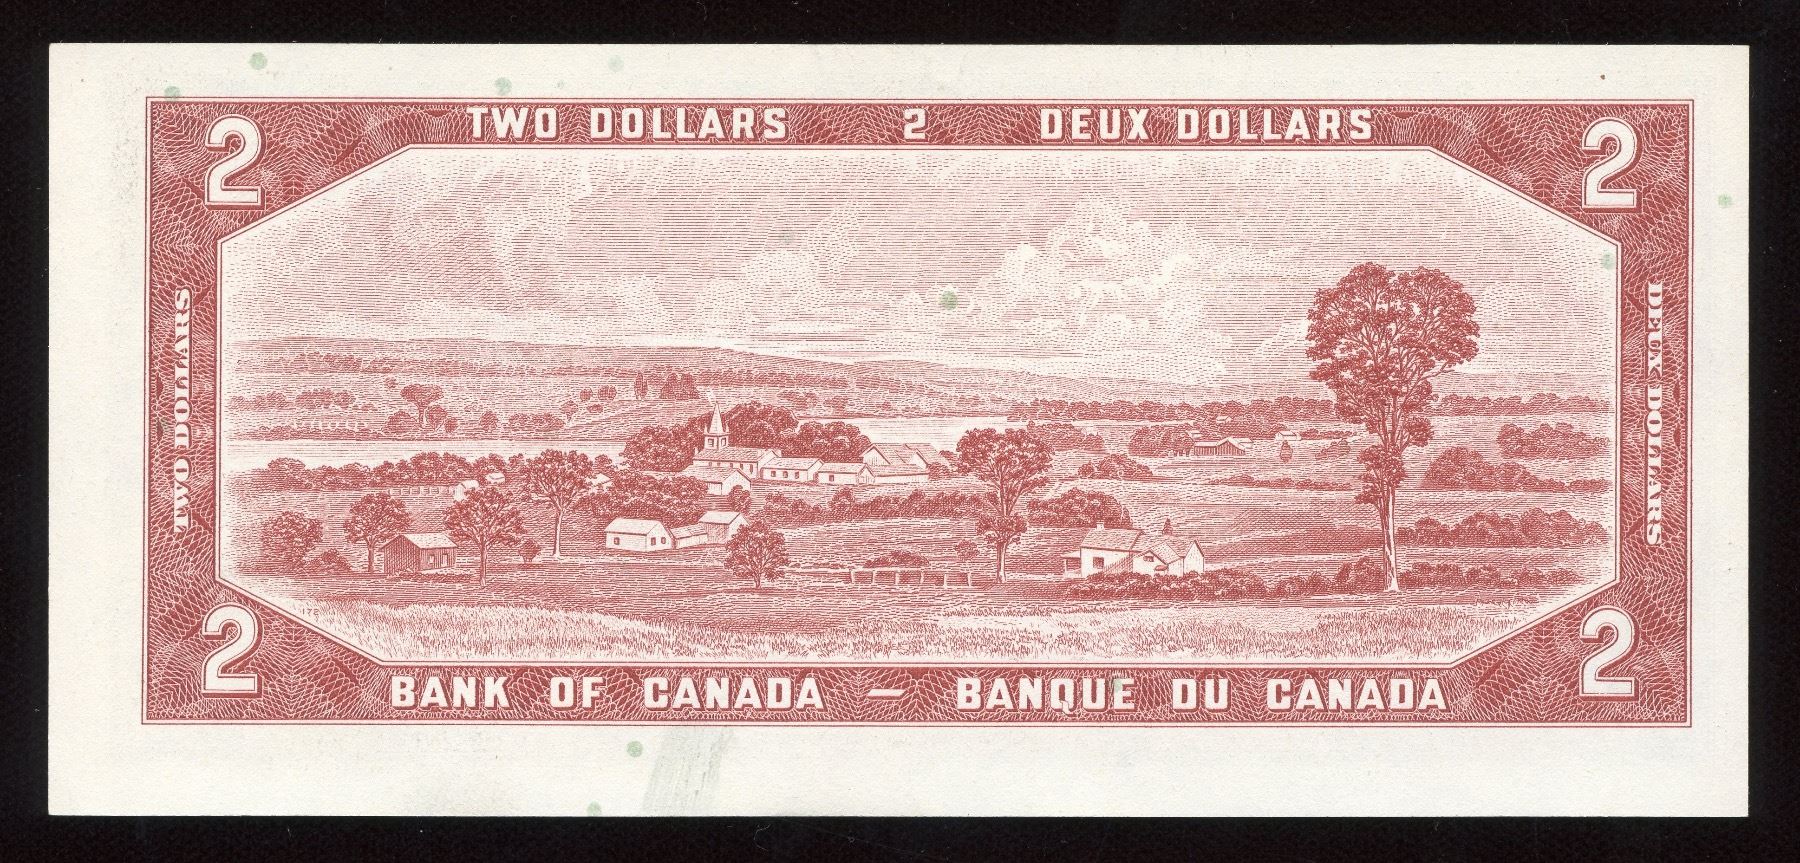 TWO DOLLARS 2 DEUX DOLLARS
2 2
TWO DOLLARS
DEUX DOLLARS
2 2
BANK OF CANADA — BANQUE DU CANADA